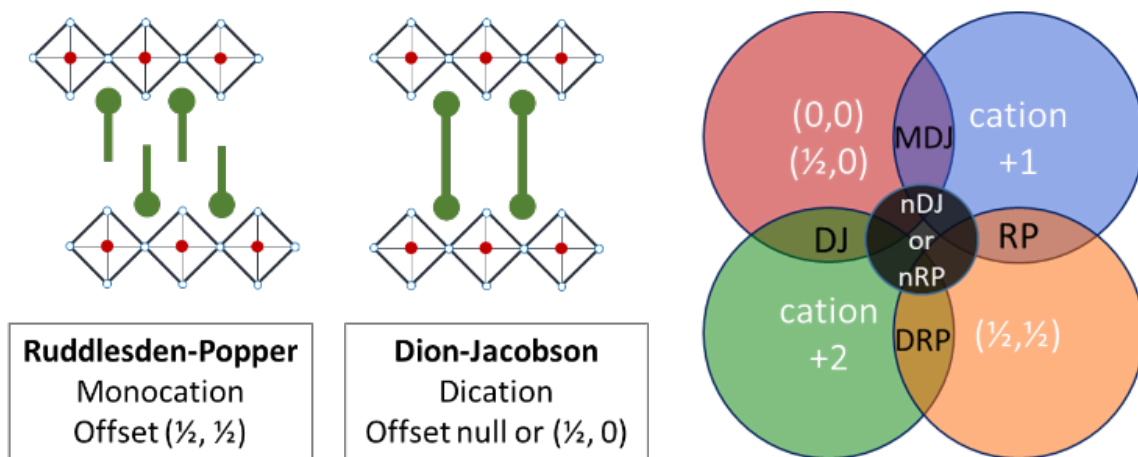 Ruddlesden-Popper
Monocation
Offset (½, ½)
Dion-Jacobson
Dication
Offset null or (½, 0)
(0,0)
(½,0)
MDJ
cation
+1
nDJ
or
nRP
DJ
RP
cation
+2
DRP
(½,½)